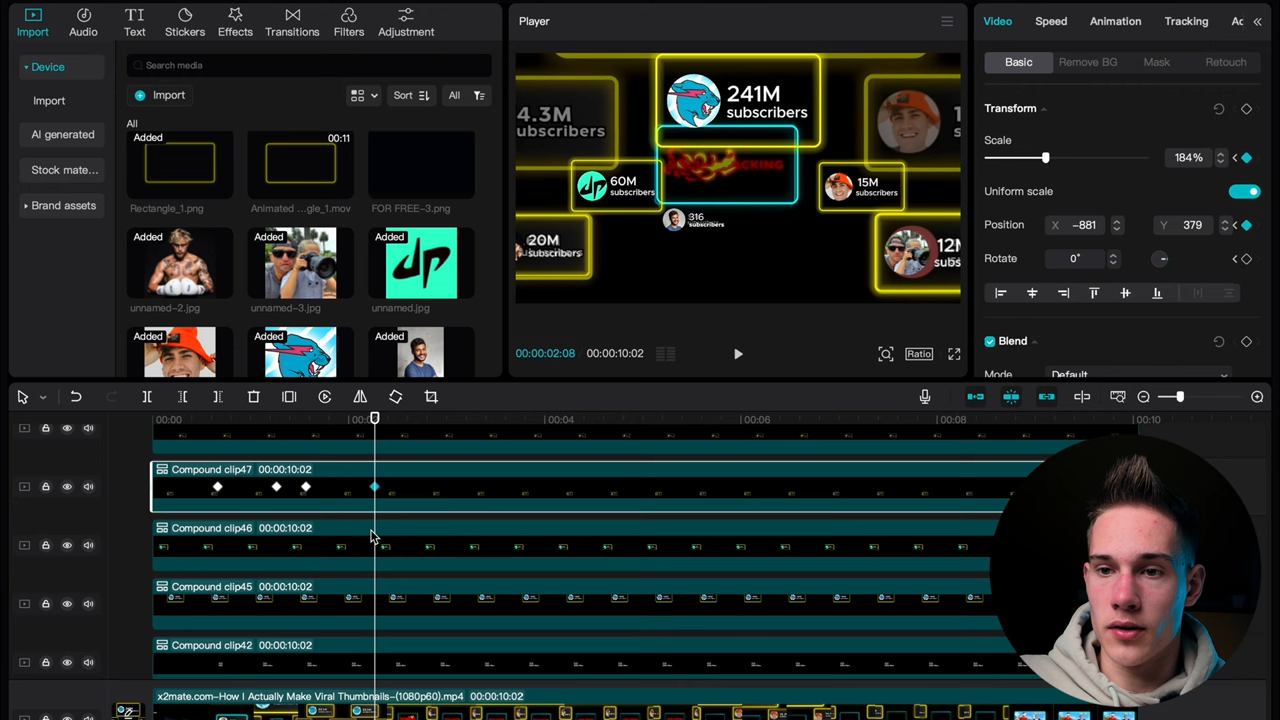 Import
Audio
Text
Stickers
Effects
Transitions
Filters
Adjustment
Device
Import
AI generated
Stock mate...
Brand assets
Search media
Import
Sort
All
All
Added
Rectangle_1.png
00:11
Animated ...gle_1.mov
FOR FREE-3.png
Added
unnamed-2.jpg
Added
unnamed-3.jpg
Added
unnamed.jpg
Added
Added
Added
Player
4.3M
subscribers
241M
subscribers
60M
subscribers
15M
subscribers
316
subscribers
20M
subscribers
12M
00:00:02:08
00:00:10:02
Ratio
Video
Speed
Animation
Tracking
Basic
Remove BG
Mask
Retouch
Transform
Scale
184%
Uniform scale
Position
X
-881
Y
379
Rotate
0°
Blend
Mode
Default
00:00
00:04
00:06
00:08
00:10
Compound clip47 00:00:10:02
Compound clip46 00:00:10:02
Compound clip45 00:00:10:02
Compound clip42 00:00:10:02
x2mate.com-How I Actually Make Viral Thumbnails-(1080p60).mp4 00:00:10:02